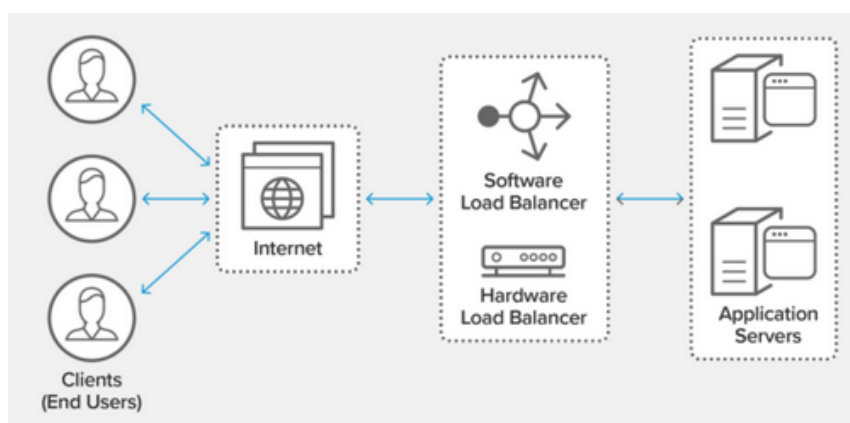 Clients
(End Users)
Internet
Software
Load Balancer
Hardware
Load Balancer
Application
Servers